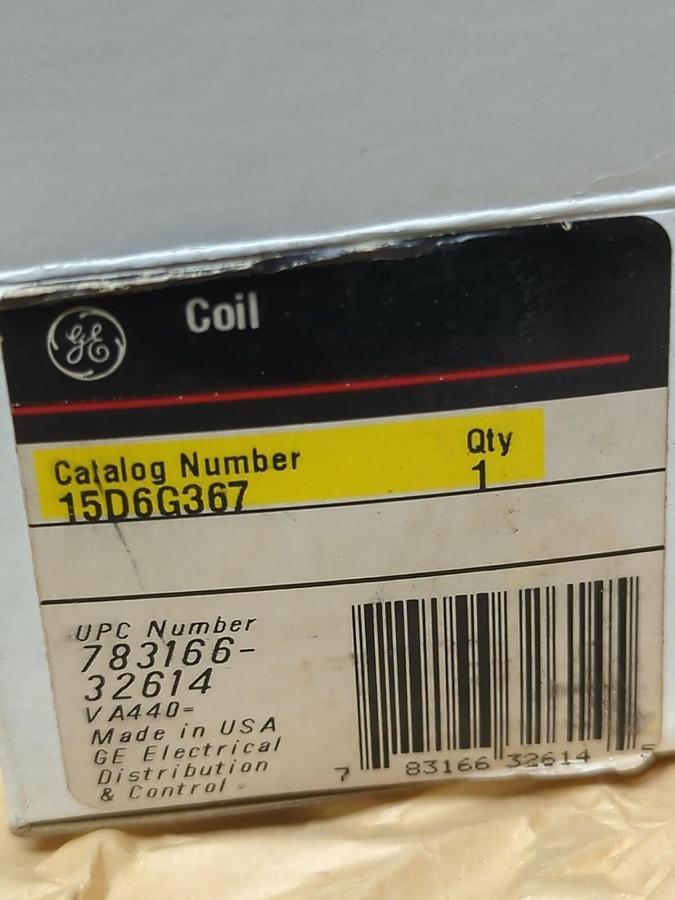 GE
Coil
Catalog Number Qty
15D6G367 1
UPC Number
783166-
32614
VA440=
Made in USA
GE Electrical
Distribution
& Control
7 83166 32614 5